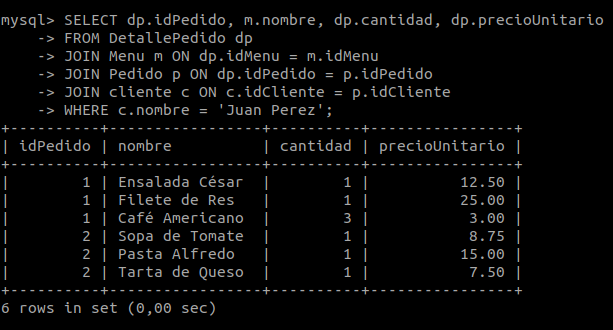 mysql> SELECT dp.idPedido, m.nombre, dp.cantidad, dp.precioUnitario
    -> FROM DetallePedido dp
    -> JOIN Menu m ON dp.idMenu = m.idMenu
    -> JOIN Pedido p ON dp.idPedido = p.idPedido
    -> JOIN cliente c ON c.idCliente = p.idCliente
    -> WHERE c.nombre = 'Juan Perez';
+----------+-----------------+----------+----------------+
| idPedido | nombre          | cantidad | precioUnitario |
+----------+-----------------+----------+----------------+
|        1 | Ensalada César  |        1 |          12.50 |
|        1 | Filete de Res   |        1 |          25.00 |
|        1 | Café Americano  |        3 |           3.00 |
|        2 | Sopa de Tomate  |        1 |           8.75 |
|        2 | Pasta Alfredo   |        1 |          15.00 |
|        2 | Tarta de Queso  |        1 |           7.50 |
+----------+-----------------+----------+----------------+
6 rows in set (0,00 sec)